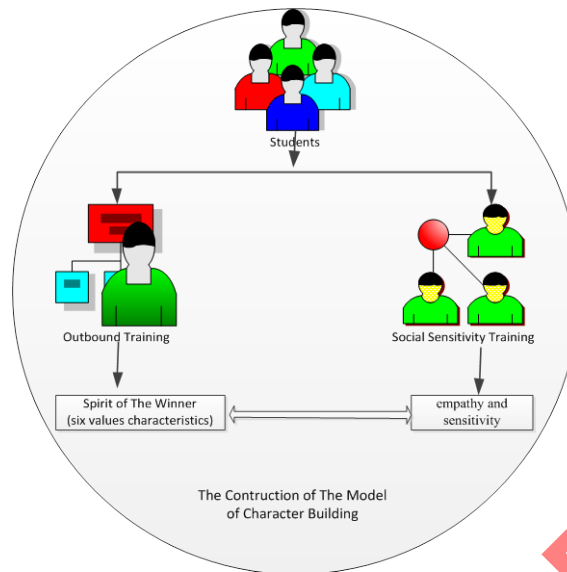 Students
Outbound Training
Social Sensitivity Training
Spirit of The Winner
(six values characteristics)
empathy and
sensitivity
The Contruction of The Model
of Character Building